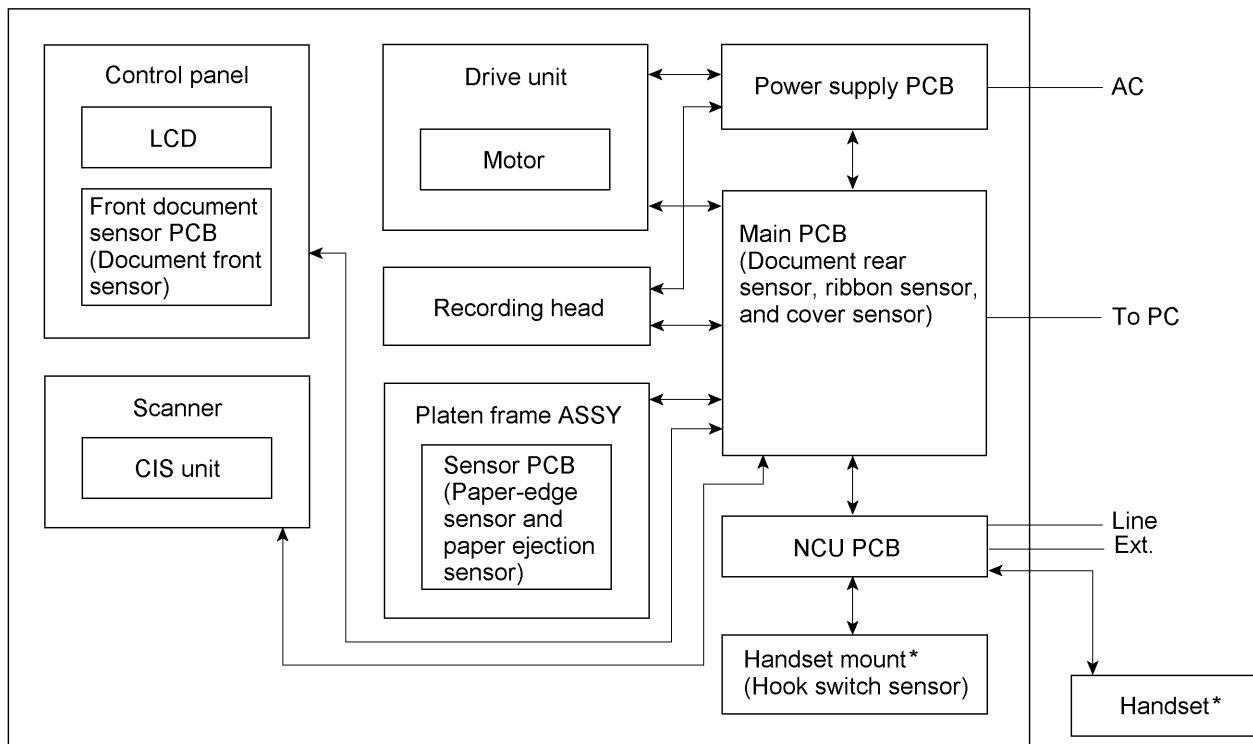 Control panel
LCD
Front document
sensor PCB
(Document front
sensor)
Scanner
CIS unit
Drive unit
Motor
Recording head
Platen frame ASSY
Sensor PCB
(Paper-edge
sensor and
paper ejection
sensor)
Power supply PCB
Main PCB
(Document rear
sensor, ribbon sensor,
and cover sensor)
NCU PCB
Handset mount*
(Hook switch sensor)
AC
To PC
Line
Ext.
Handset*